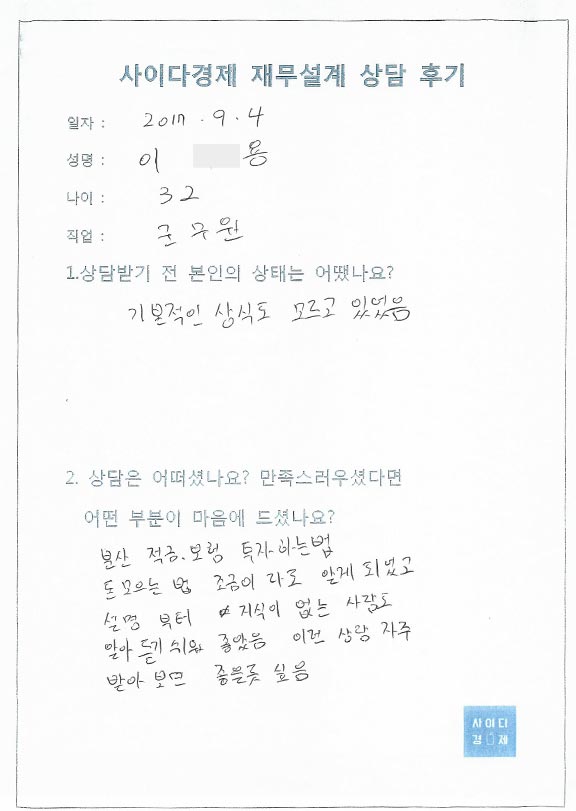 사이다경제 재무설계 상담 후기
일자 : 2017 . 9 . 4
성명 : 이 용
나이 : 32
직업 : 군무원
1.상담받기 전 본인의 상태는 어땠나요?
기본적인 상식도 모르고 있었음
2. 상담은 어떠셨나요? 만족스러우셨다면
어떤 부분이 마음에 드셨나요?
분산 적금.보험 투자하는법
돈모으는 법 조금이 라도 알게 되었고
설명 부터 지식이 없는 사람도
알아 듣기 쉬워 좋았음 이런 상담 자주
받아 보면 좋을듯 싶음
사이다
경제